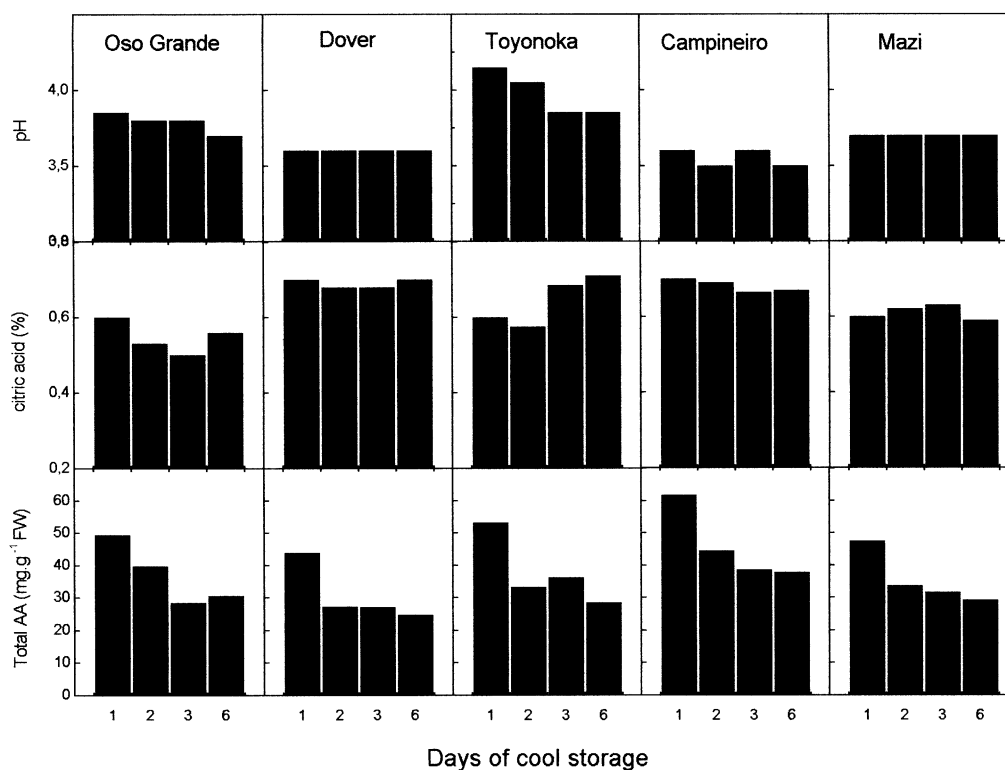 Oso Grande Dover Toyonoka Campineiro Mazi
pH
4,0
3,5
citric acid (%)
0,6
0,4
0,2
Total AA (mg.g⁻¹ FW)
60
50
40
30
20
10
0
1 2 3 6 1 2 3 6 1 2 3 6 1 2 3 6 1 2 3 6
Days of cool storage